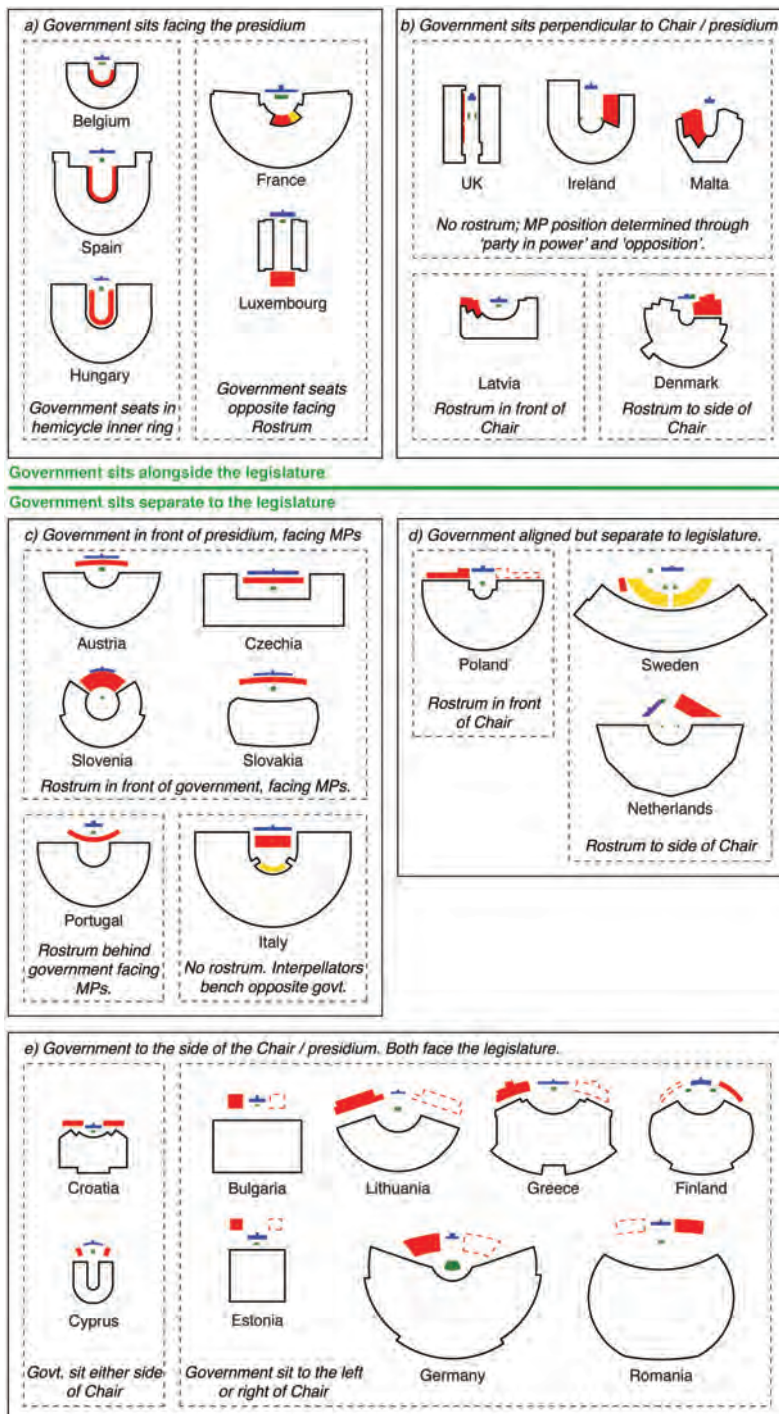 a) Government sits facing the presidium
Belgium
Spain
Hungary
Government seats in
hemicycle inner ring
France
Luxembourg
Government seats
opposite facing
Rostrum
b) Government sits perpendicular to Chair / presidium
UK
Ireland
Malta
No rostrum; MP position determined through
‘party in power’ and ‘opposition’.
Latvia
Rostrum in front of
Chair
Denmark
Rostrum to side of
Chair
Government sits alongside the legislature
Government sits separate to the legislature
c) Government in front of presidium, facing MPs
Austria
Czechia
Slovenia
Slovakia
Rostrum in front of government, facing MPs.
Portugal
Rostrum behind
government facing
MPs.
Italy
No rostrum. Interpellators
bench opposite govt.
d) Government aligned but separate to legislature.
Poland
Rostrum in front
of Chair
Sweden
Netherlands
Rostrum to side of Chair
e) Government to the side of the Chair / presidium. Both face the legislature.
Croatia
Cyprus
Govt. sit either side
of Chair
Bulgaria
Lithuania
Greece
Finland
Estonia
Germany
Romania
Government sit to the left
or right of Chair